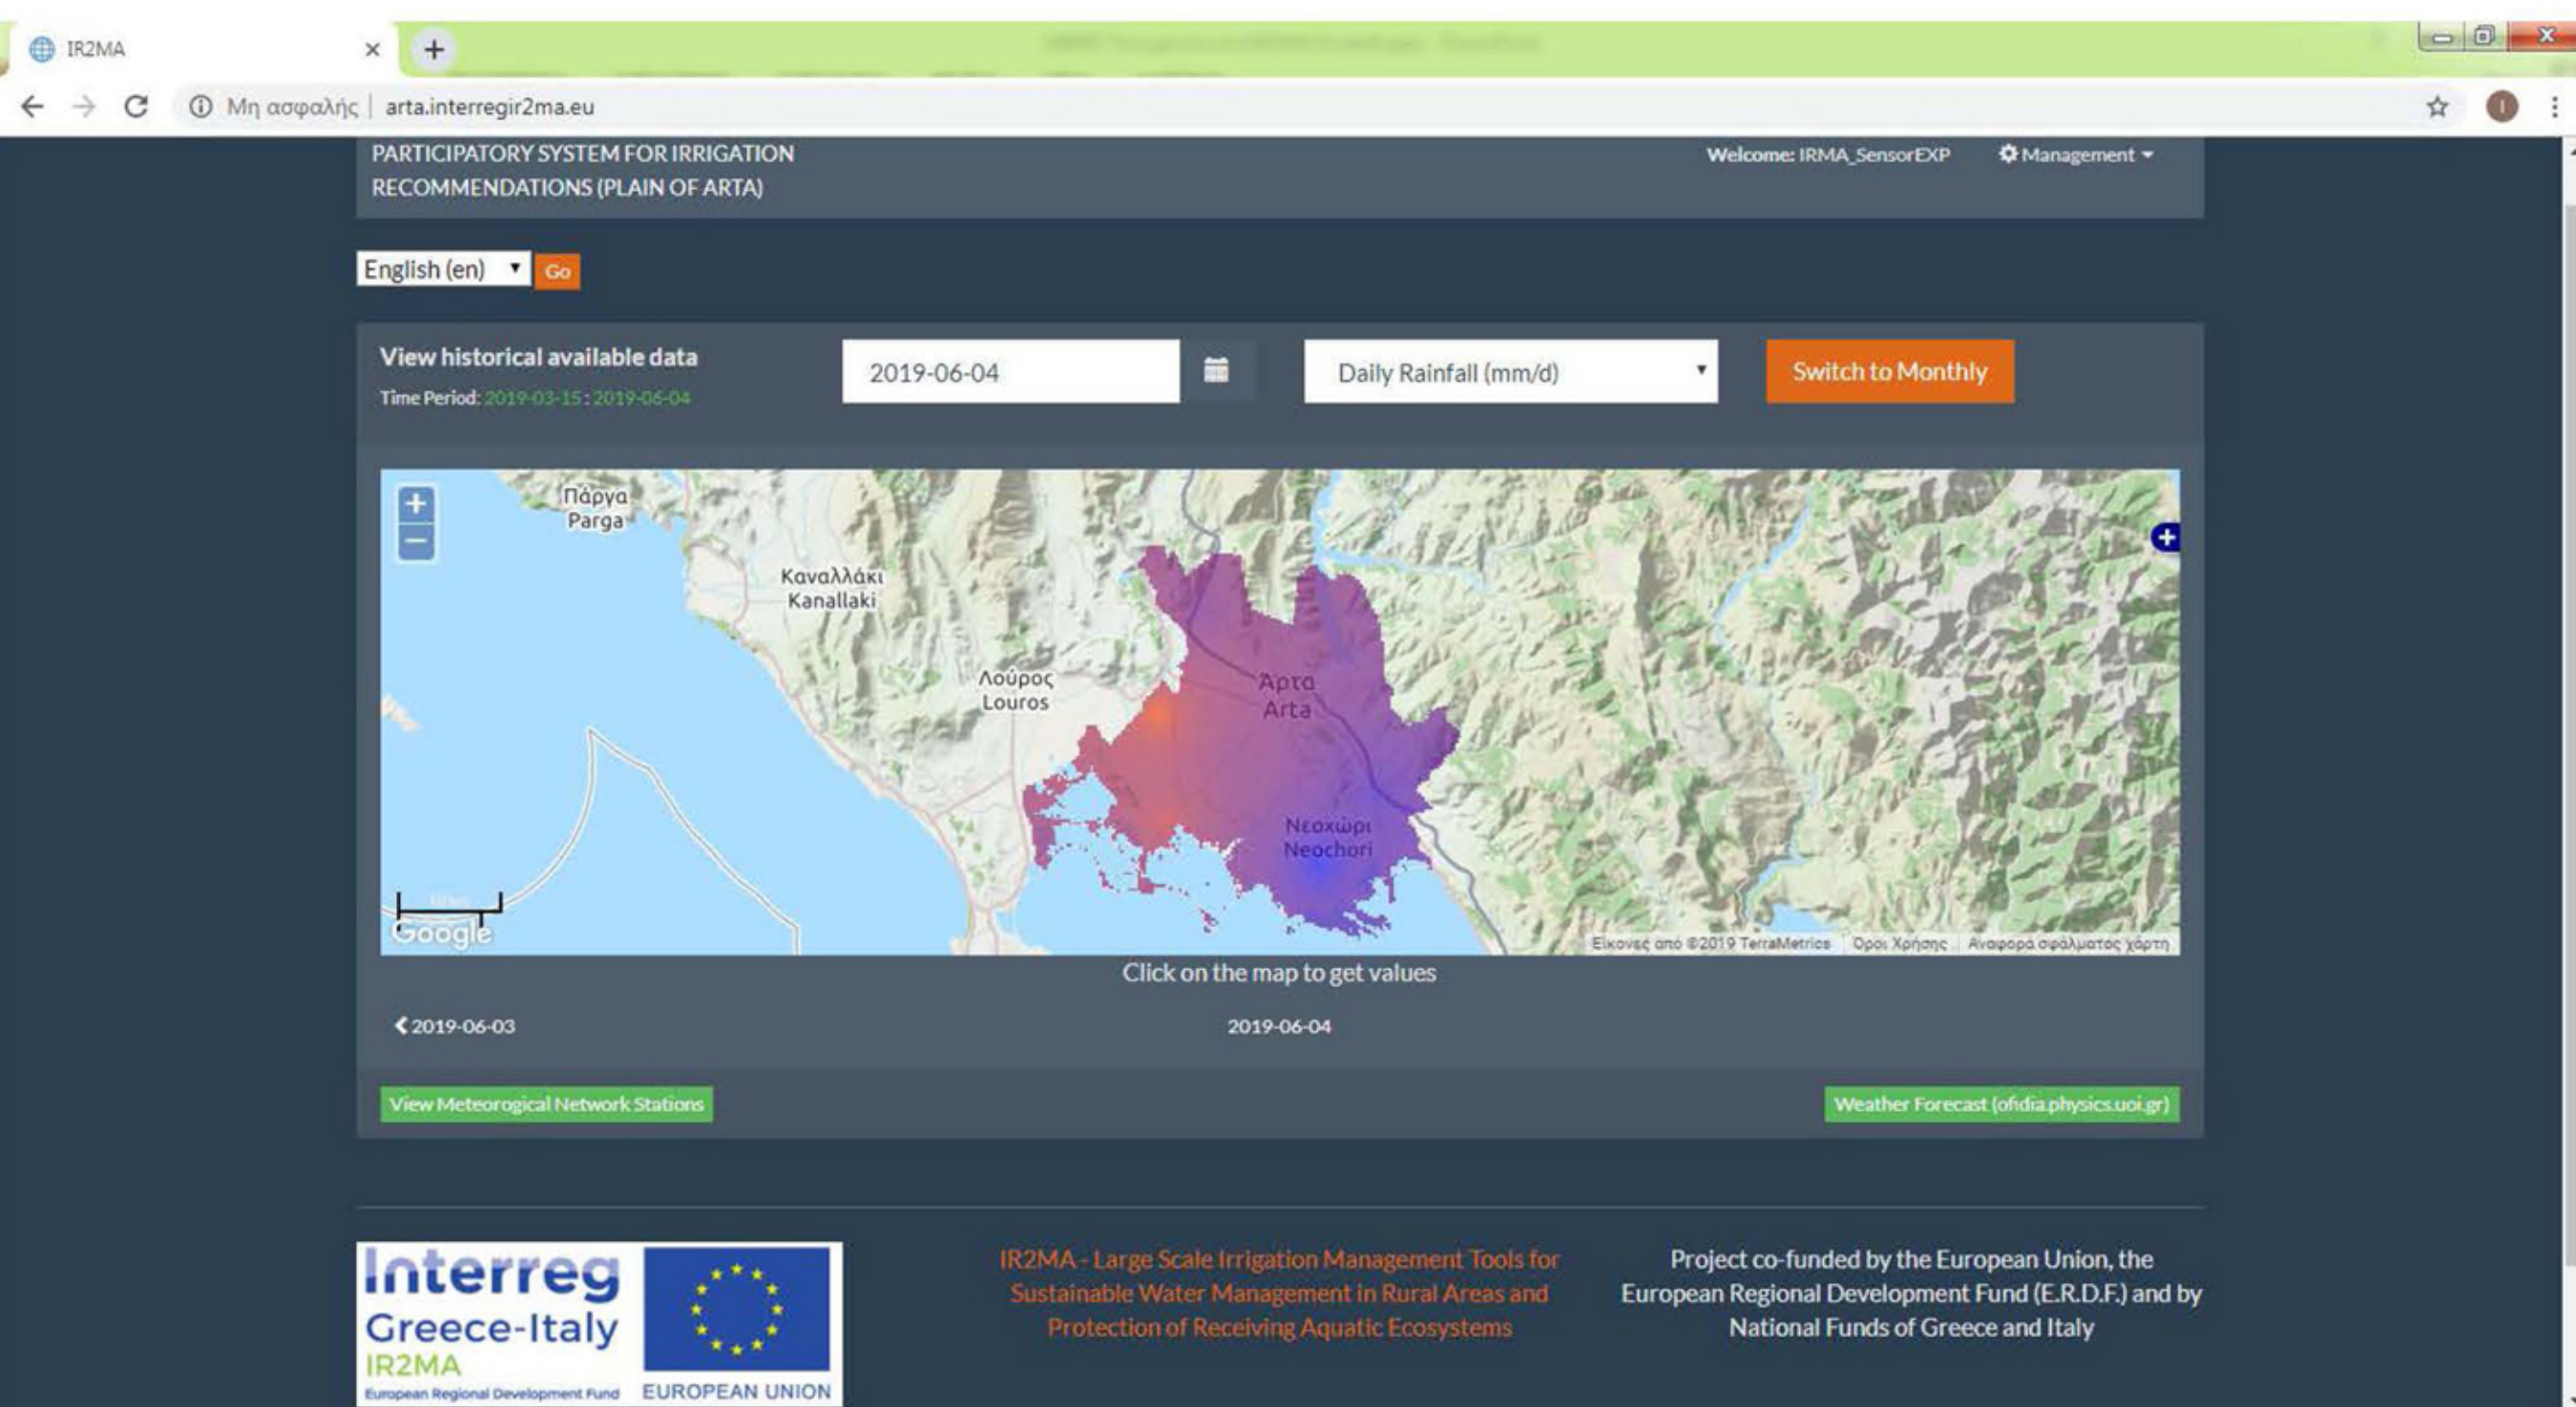 IR2MA
Μη ασφαλής | arta.interregir2ma.eu
PARTICIPATORY SYSTEM FOR IRRIGATION
RECOMMENDATIONS (PLAIN OF ARTA)
Welcome: IRMA_SensorEXP
Management
English (en)
Go
View historical available data
Time Period: 2019-03-15 : 2019-06-04
2019-06-04
Daily Rainfall (mm/d)
Switch to Monthly
Πάργα
Parga
Καναλλάκι
Kanallaki
Λούρος
Louros
Άρτα
Arta
Νεοχώρι
Neochori
Google
Εικόνες από ©2019 TerraMetrics
Όροι Χρήσης
Αναφορά σφάλματος χάρτη
Click on the map to get values
2019-06-03
2019-06-04
View Meteorogical Network Stations
Weather Forecast (ofidia.physics.uoi.gr)
Interreg
Greece-Italy
IR2MA
European Regional Development Fund
EUROPEAN UNION
IR2MA - Large Scale Irrigation Management Tools for
Sustainable Water Management in Rural Areas and
Protection of Receiving Aquatic Ecosystems
Project co-funded by the European Union, the
European Regional Development Fund (E.R.D.F.) and by
National Funds of Greece and Italy